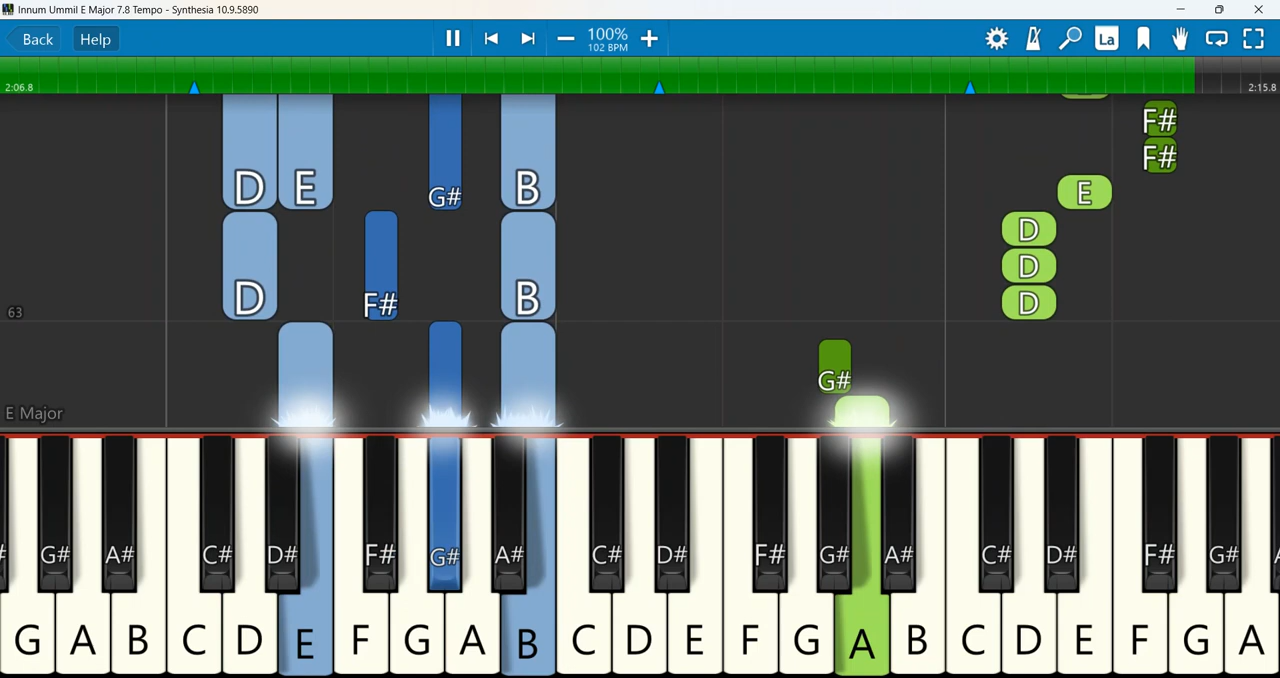 Innum Ummil E Major 7.8 Tempo - Synthesia 10.9.5890
Back Help 100% La
102 BPM
2:06.8 2:15.8
F#
F#
D E G# B E
D
D F# B D
63 D
G#
E Major
G# A# C# D# F# G# A# C# D# F# G# A# C# D# F# G#
G A B C D E F G A B C D E F G A B C D E F G A